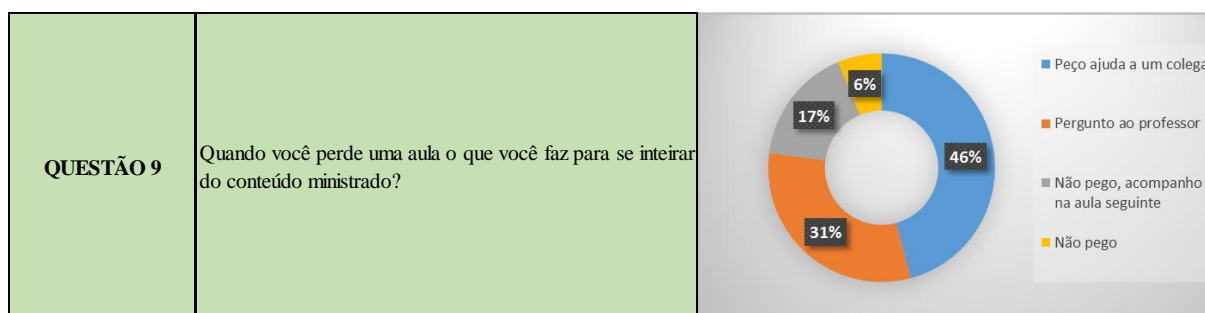 QUESTÃO 9
Quando você perde uma aula o que você faz para se inteirar
do conteúdo ministrado?
6%
17%
46%
31%
Peço ajuda a um colega
Pergunto ao professor
Não pego, acompanho
na aula seguinte
Não pego